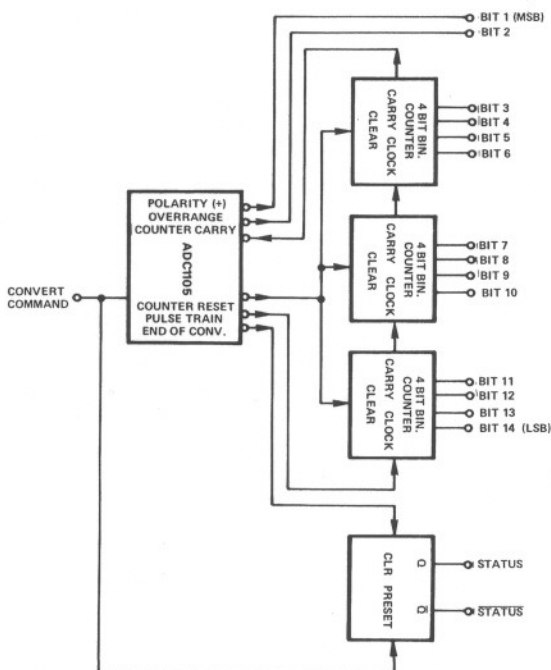 BIT 1 (MSB)
BIT 2
4 BIT BIN.
COUNTER
CARRY CLOCK
CLEAR
BIT 3
BIT 4
BIT 5
BIT 6
POLARITY (+)
OVERRANGE
COUNTER CARRY
ADC1105
COUNTER RESET
PULSE TRAIN
END OF CONV.
CONVERT
COMMAND
4 BIT BIN.
COUNTER
CARRY CLOCK
CLEAR
BIT 7
BIT 8
BIT 9
BIT 10
4 BIT BIN.
COUNTER
CARRY CLOCK
CLEAR
BIT 11
BIT 12
BIT 13
BIT 14 (LSB)
CLR PRESET
Q
Q̅
STATUS
S̅T̅A̅T̅U̅S̅